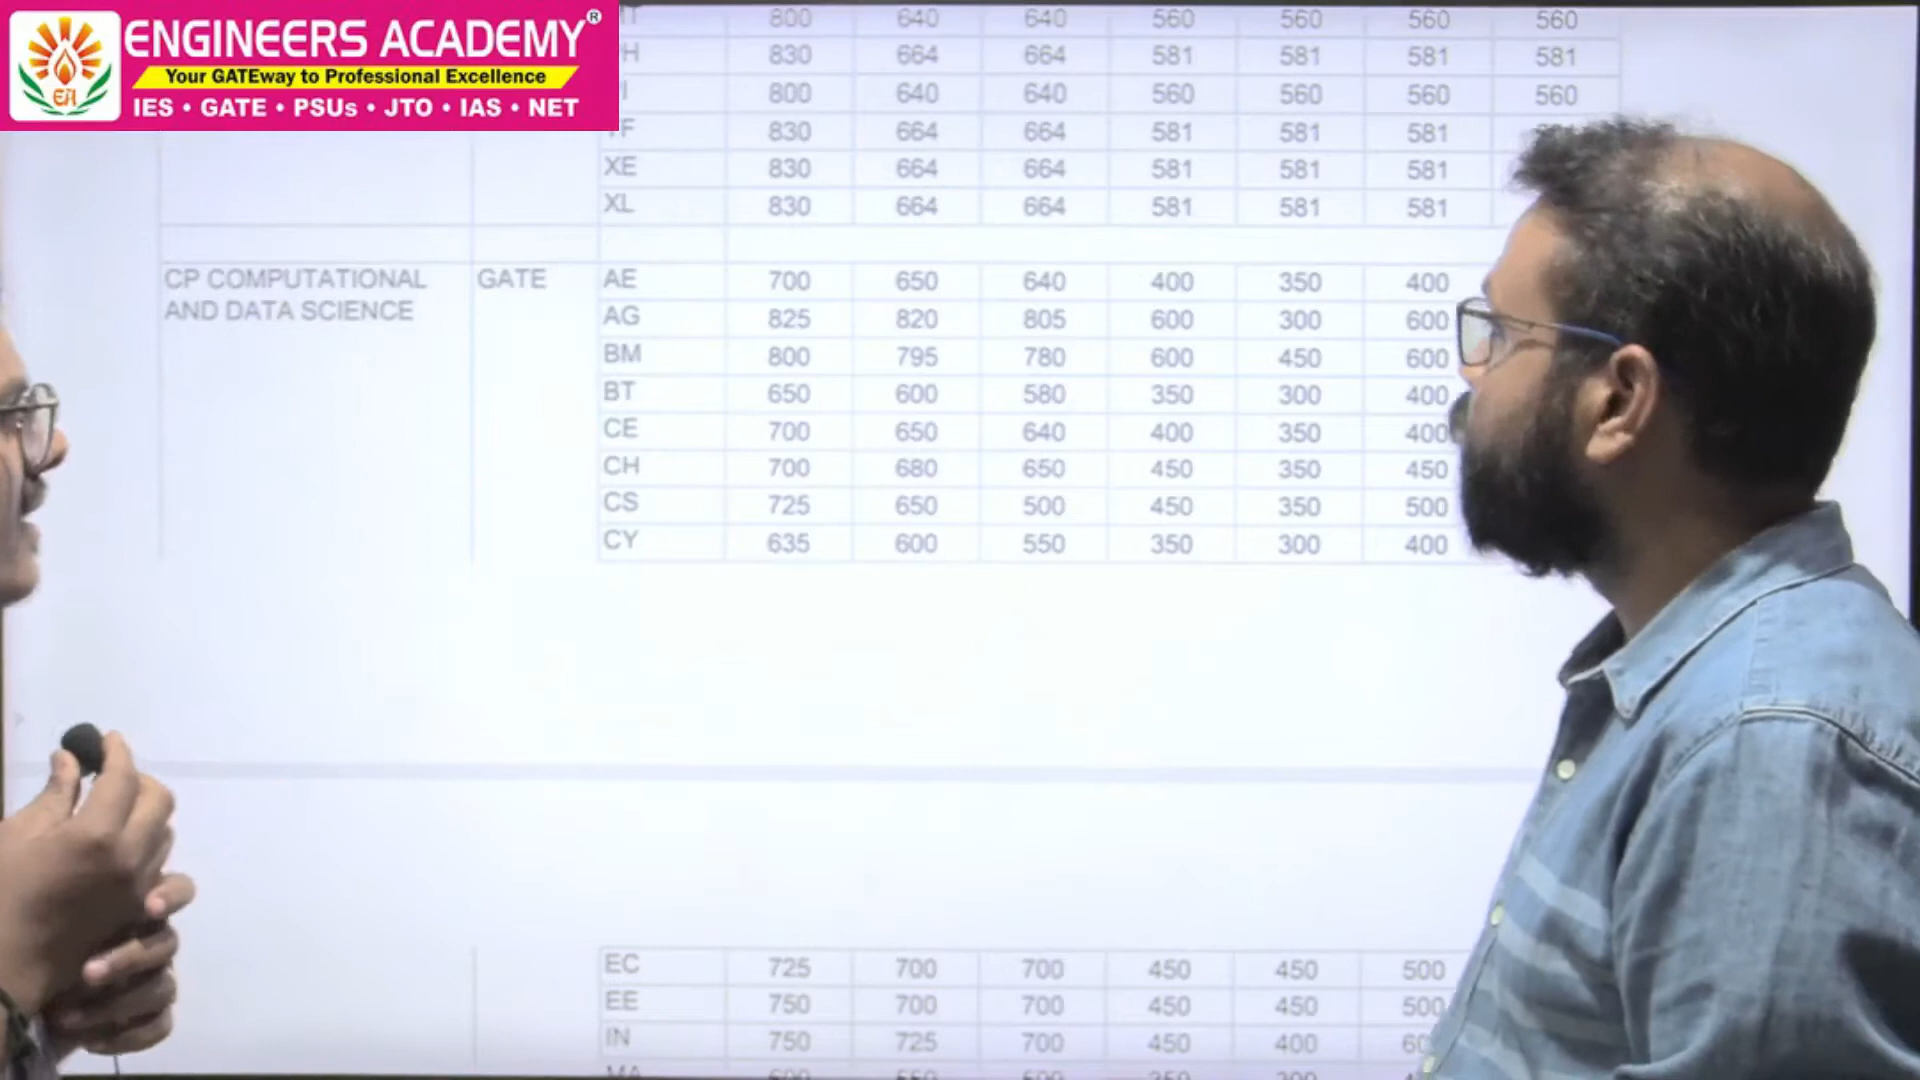 ENGINEERS ACADEMY®
Your GATEway to Professional Excellence
IES • GATE • PSUs • JTO • IAS • NET
EA
800 640 640 560 560 560 560
830 664 664 581 581 581 581
800 640 640 560 560 560 560
830 664 664 581 581 581
XE 830 664 664 581 581 581
XL 830 664 664 581 581 581
CP COMPUTATIONAL GATE AE 700 650 640 400 350 400
AND DATA SCIENCE
AG 825 820 805 600 300 600
BM 800 795 780 600 450 600
BT 650 600 580 350 300 400
CE 700 650 640 400 350 400
CH 700 680 650 450 350 450
CS 725 650 500 450 350 500
CY 635 600 550 350 300 400
EC 725 700 700 450 450 500
EE 750 700 700 450 450 500
IN 750 725 700 450 400